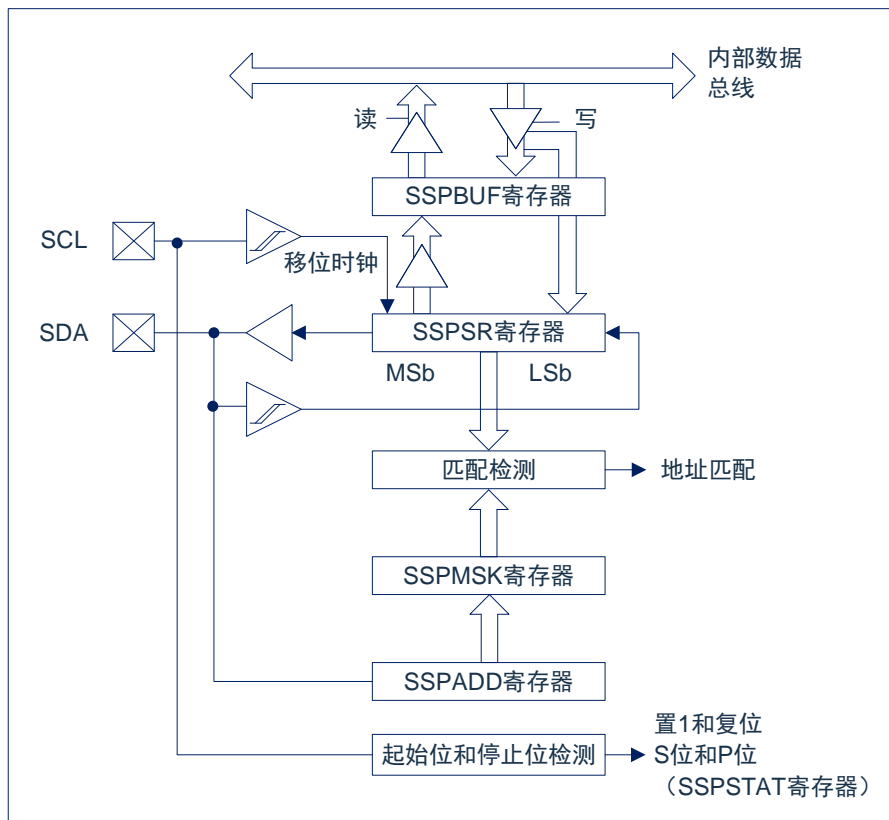 内部数据
总线
读
写
SSPBUF寄存器
SCL
移位时钟
SDA
SSPSR寄存器
MSb
LSb
匹配检测
地址匹配
SSPMSK寄存器
SSPADD寄存器
起始位和停止位检测
置1和复位
S位和P位
（SSPSTAT寄存器）